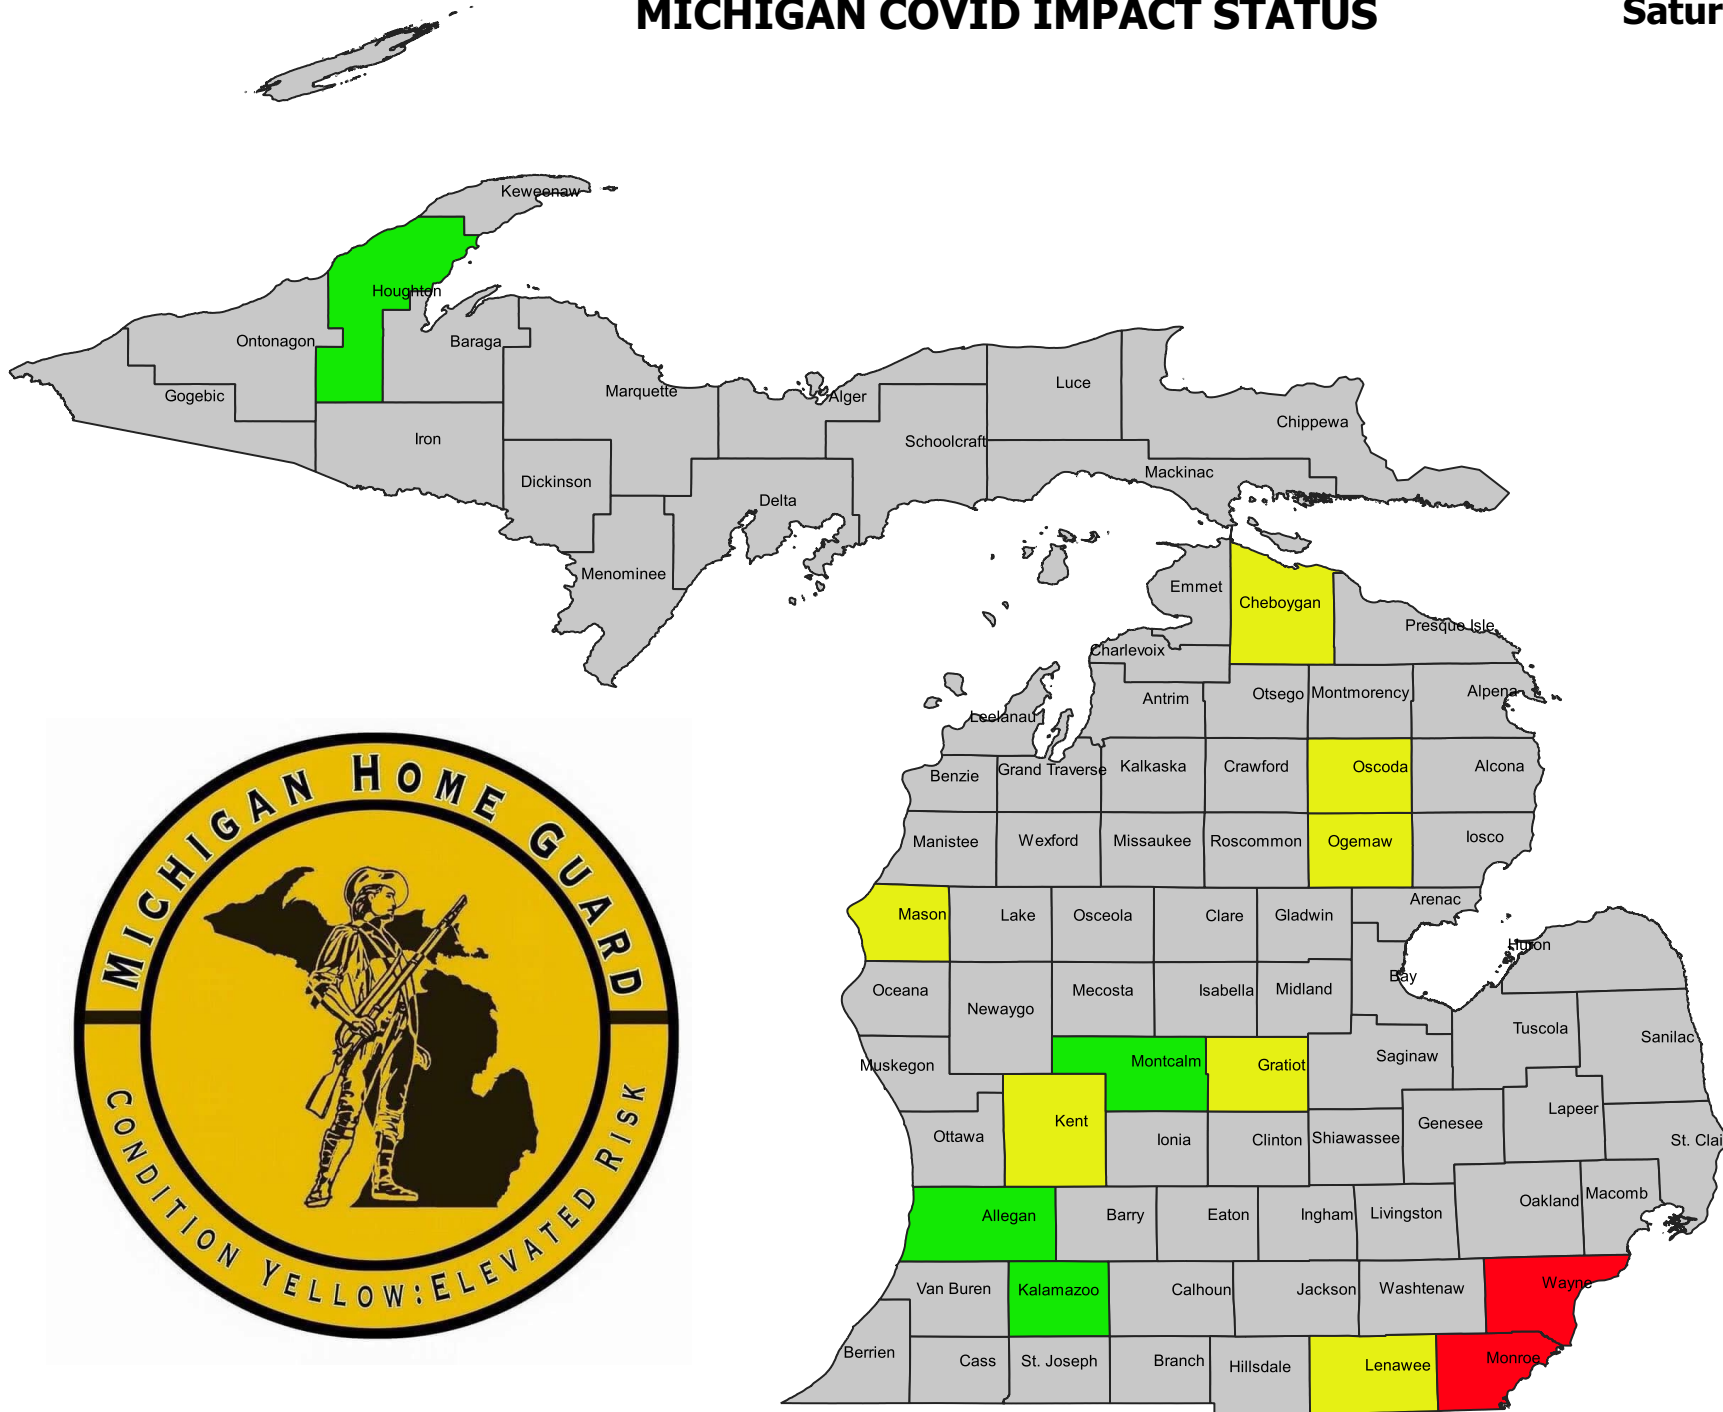 MICHIGAN COVID IMPACT STATUS
Satur
Keweenaw
Houghton
Ontonagon
Baraga
Gogebic
Marquette
Alger
Luce
Chippewa
Iron
Schoolcraft
Mackinac
Dickinson
Delta
Menominee
Emmet
Cheboygan
Presque Isle
Charlevoix
Antrim
Otsego
Montmorency
Alpena
Leelanau
Benzie
Grand Traverse
Kalkaska
Crawford
Oscoda
Alcona
Manistee
Wexford
Missaukee
Roscommon
Ogemaw
Iosco
Mason
Lake
Osceola
Clare
Gladwin
Arenac
Huron
Bay
Oceana
Newaygo
Mecosta
Isabella
Midland
Tuscola
Sanilac
Muskegon
Montcalm
Gratiot
Saginaw
Kent
Lapeer
Genesee
Ottawa
Ionia
Clinton
Shiawassee
St. Clai
Allegan
Barry
Eaton
Ingham
Livingston
Oakland
Macomb
Van Buren
Kalamazoo
Calhoun
Jackson
Washtenaw
Wayne
Berrien
Cass
St. Joseph
Branch
Hillsdale
Lenawee
Monroe
MICHIGAN HOME GUARD
CONDITION YELLOW: ELEVATED RISK